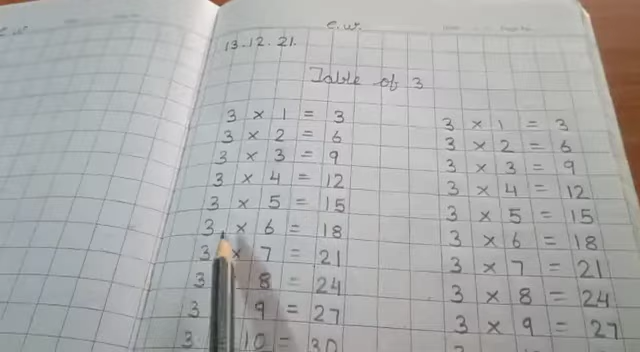 C.W.
C.W.
13.12.21.
Table of 3
3 × 1 = 3
3 × 2 = 6
3 × 3 = 9
3 × 4 = 12
3 × 5 = 15
3 × 6 = 18
3 × 7 = 21
3 8 = 24
3 9 = 27
3 10 = 30
3 × 1 = 3
3 × 2 = 6
3 × 3 = 9
3 × 4 = 12
3 × 5 = 15
3 × 6 = 18
3 × 7 = 21
3 × 8 = 24
3 × 9 = 27